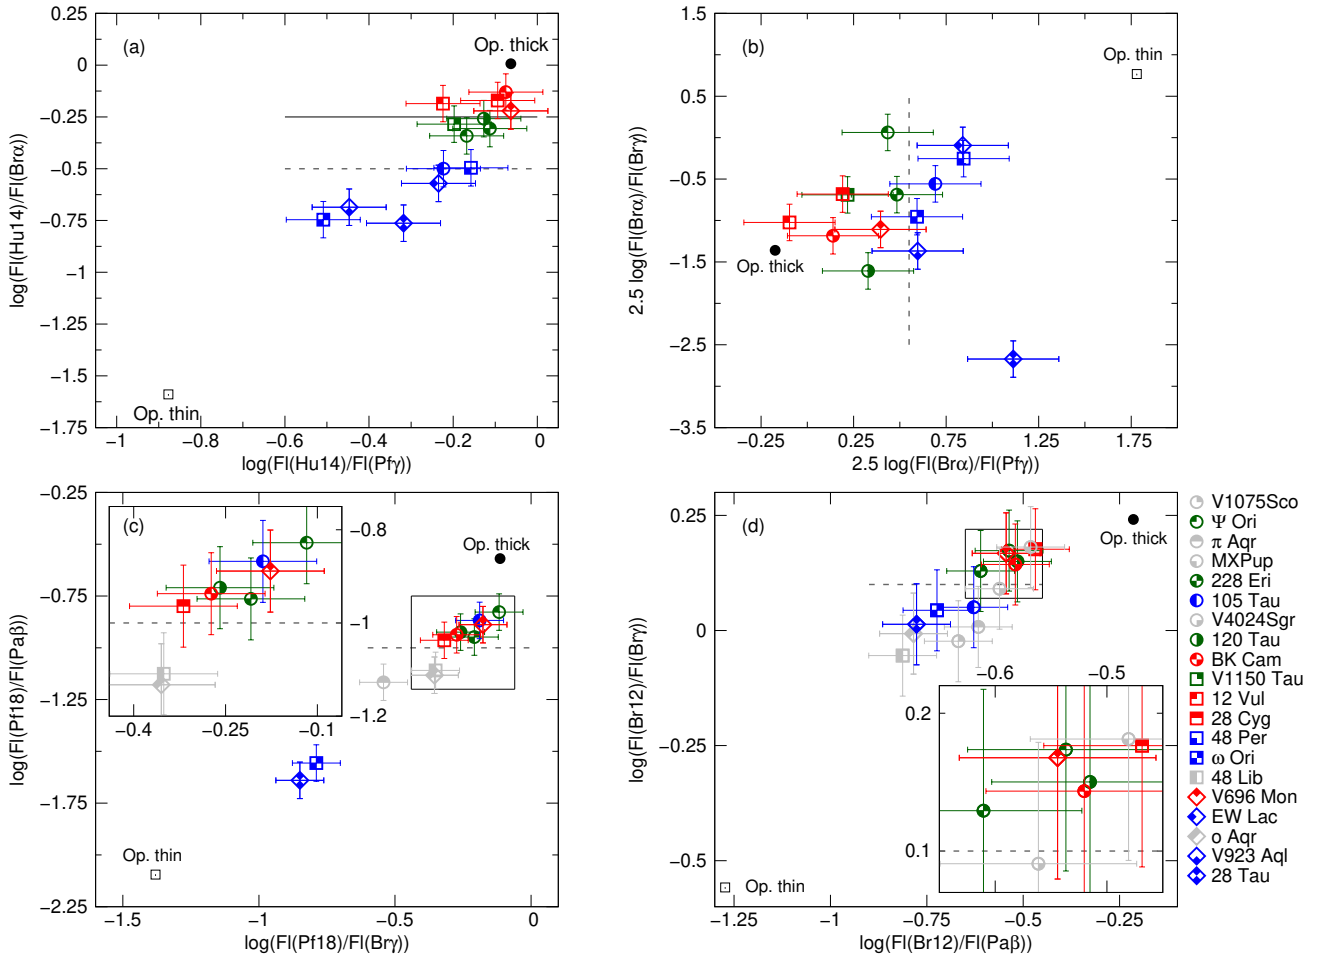 (a)
Op. thick
Op. thin
0
−0.25
−0.5
−0.75
−1
−1.25
−1.5
−1.75
−1
−0.8
−0.6
−0.4
−0.2
0
log(Fl(Hu14)/Fl(Brα))
log(Fl(Hu14)/Fl(Pfγ))
(b)
Op. thin
Op. thick
1.5
0.5
−0.5
−1.5
−2.5
−3.5
−0.25
0.25
0.75
1.25
1.75
2.5 log(Fl(Brα)/Fl(Brγ))
2.5 log(Fl(Brα)/Fl(Pfγ))
(c)
Op. thick
Op. thin
−0.25
−0.75
−1.25
−1.75
−2.25
−1.5
−1
−0.5
0
−0.8
−1
−1.2
−0.4
−0.25
−0.1
log(Fl(Pf18)/Fl(Paβ))
log(Fl(Pf18)/Fl(Brγ))
(d)
Op. thick
Op. thin
0.25
0
−0.25
−0.5
−1
−0.75
−0.5
−0.25
−0.6
−0.5
0.2
0.1
log(Fl(Br12)/Fl(Brγ))
log(Fl(Br12)/Fl(Paβ))
V1075Sco
Ψ Ori
π Aqr
MXPup
228 Eri
105 Tau
V4024Sgr
120 Tau
BK Cam
V1150 Tau
12 Vul
28 Cyg
48 Per
ω Ori
48 Lib
V696 Mon
EW Lac
o Aqr
V923 Aql
28 Tau